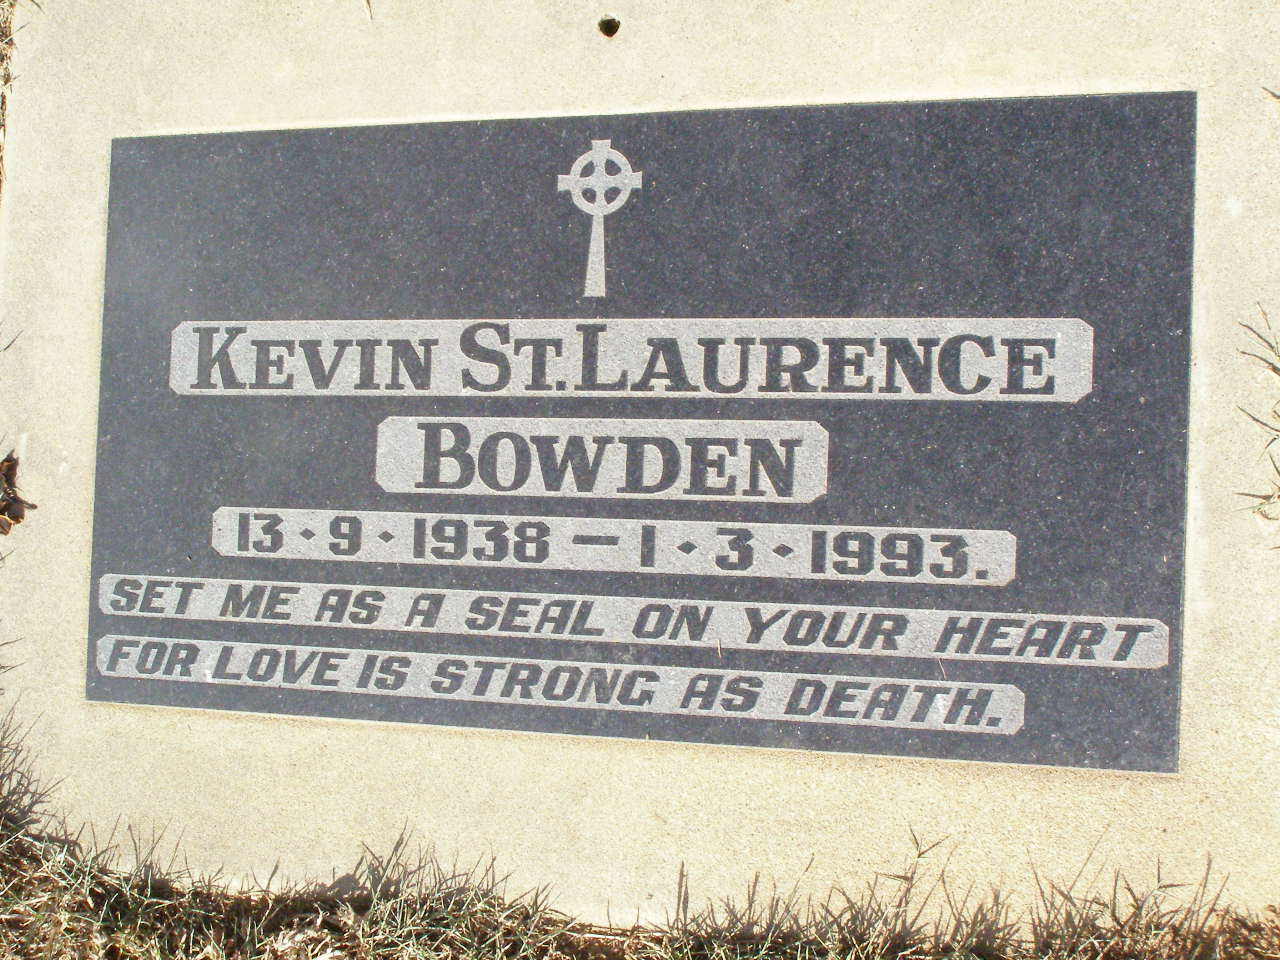 KEVIN ST. LAURENCE
BOWDEN
13·9·1938 — 1·3·1993.
SET ME AS A SEAL ON YOUR HEART
FOR LOVE IS STRONG AS DEATH.